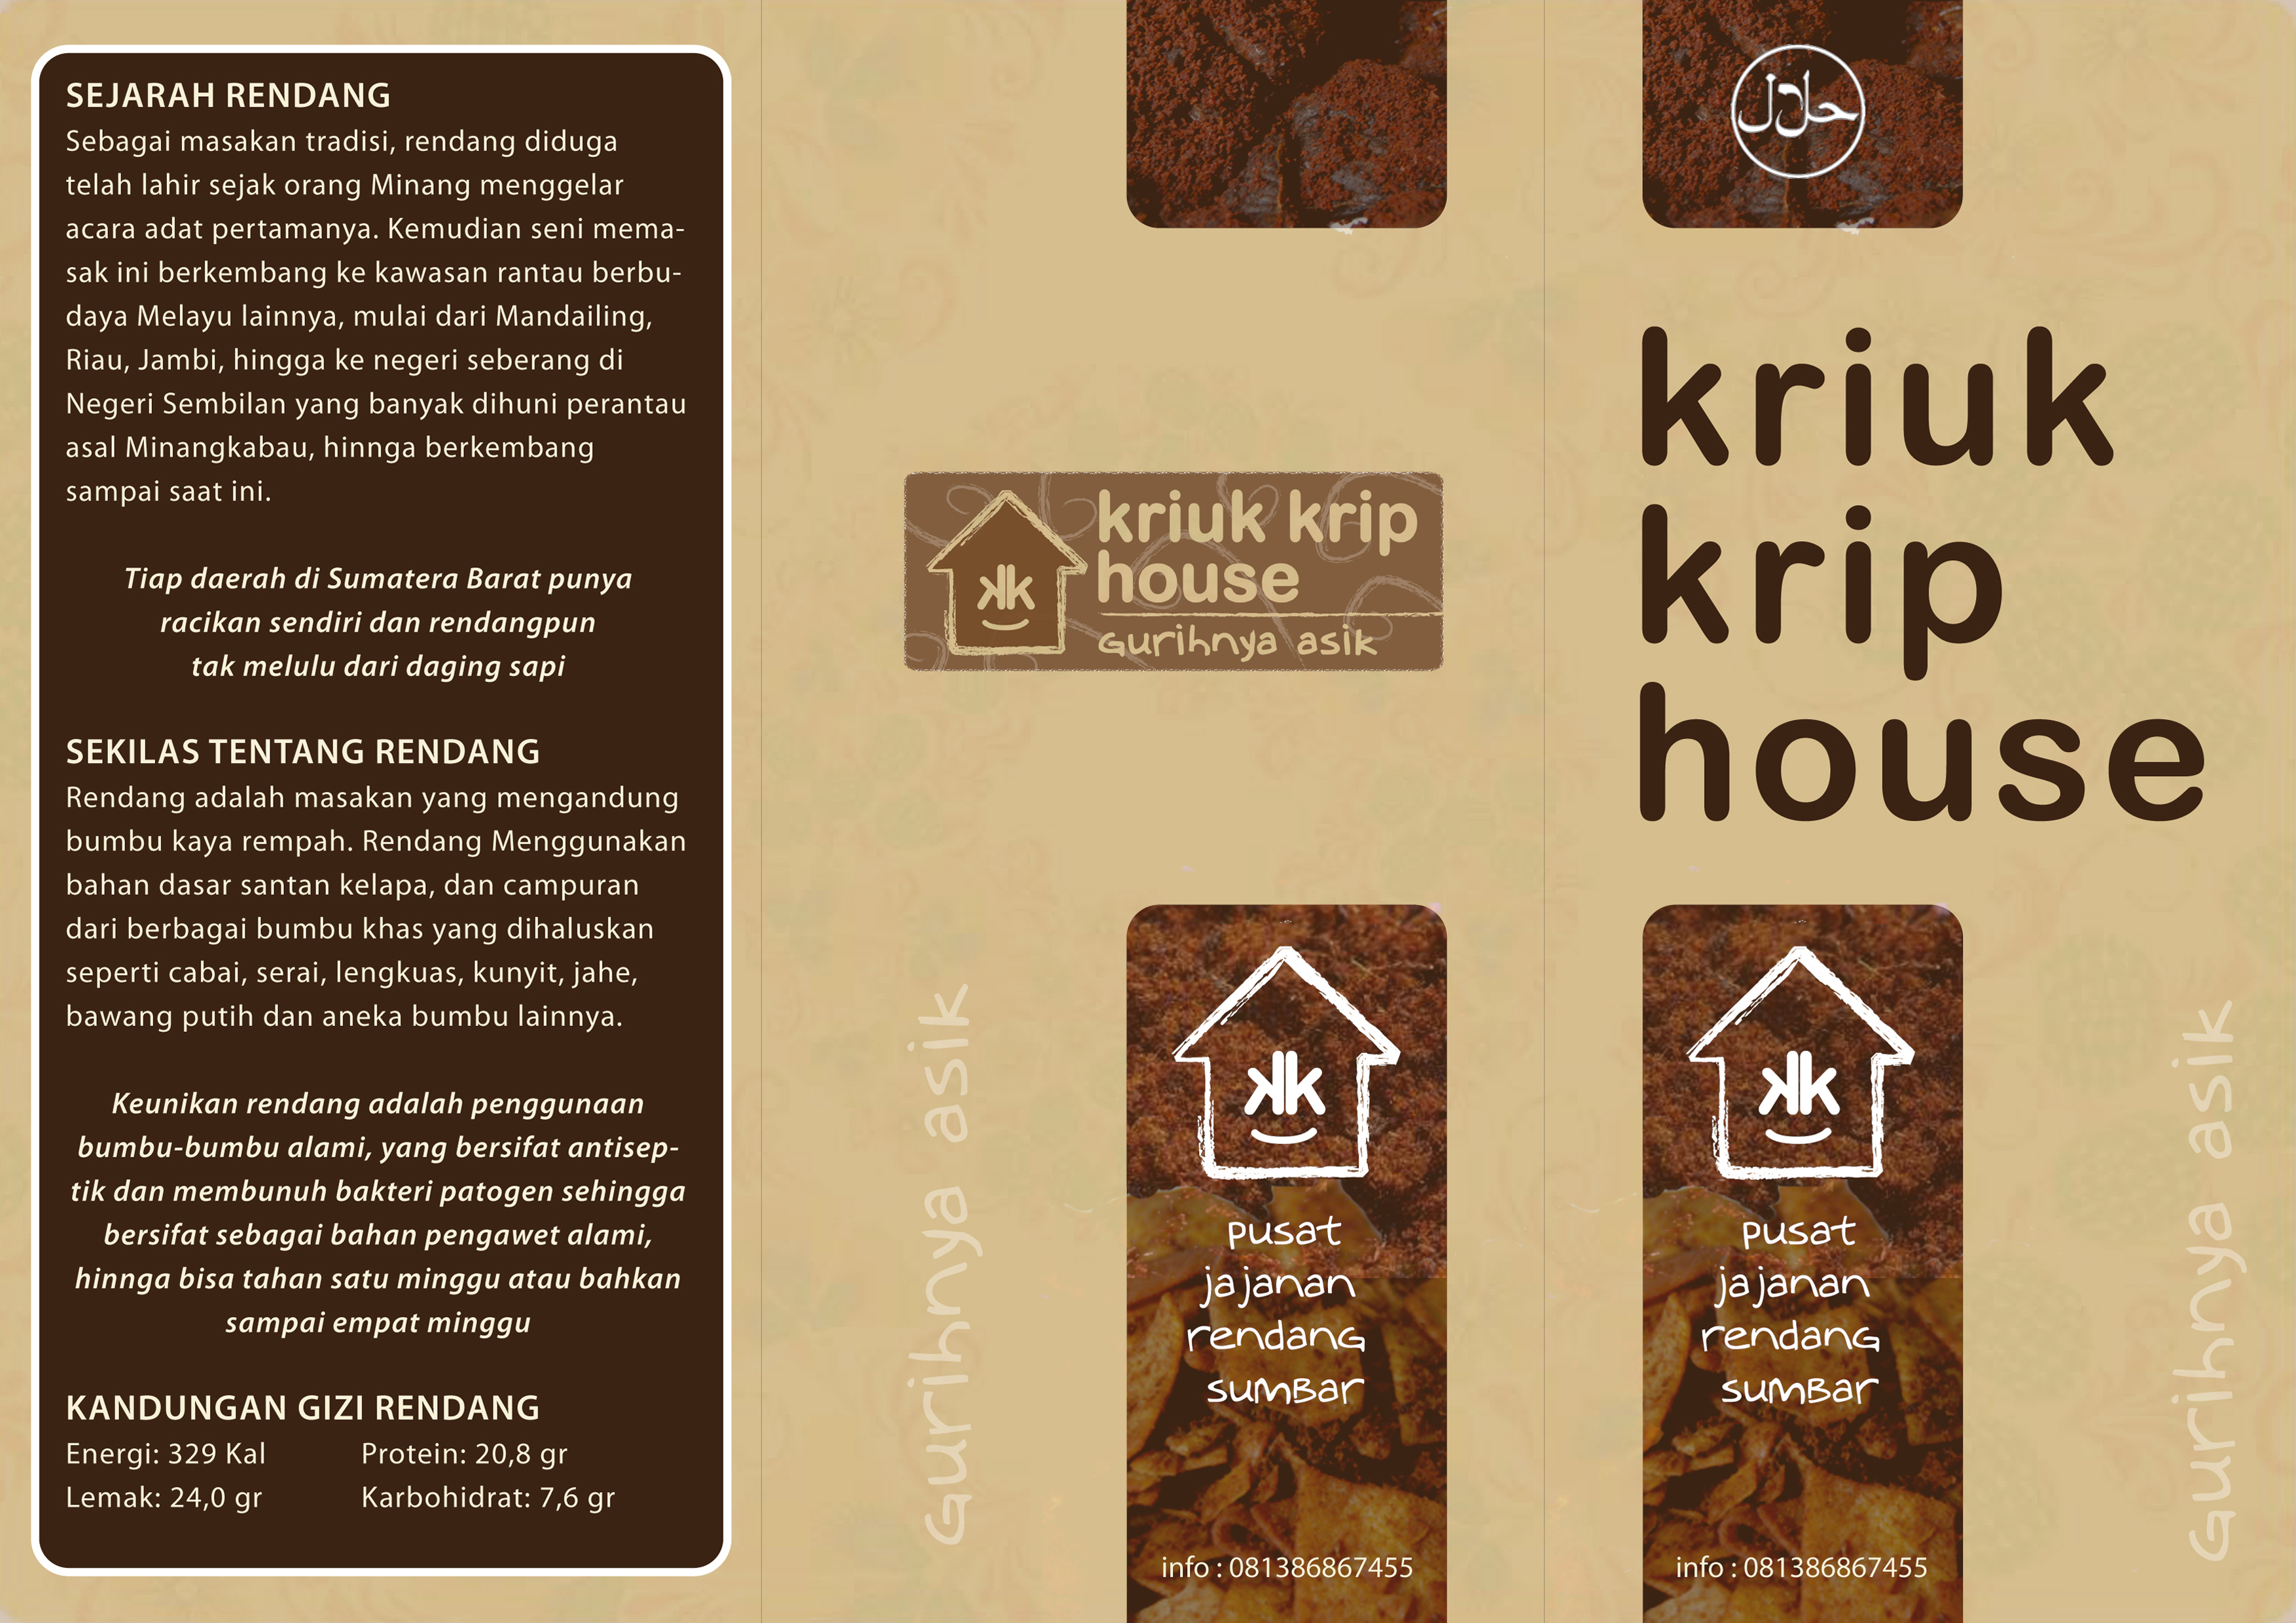 SEJARAH RENDANG
Sebagai masakan tradisi, rendang diduga
telah lahir sejak orang Minang menggelar
acara adat pertamanya. Kemudian seni mema-
sak ini berkembang ke kawasan rantau berbu-
daya Melayu lainnya, mulai dari Mandailing,
Riau, Jambi, hingga ke negeri seberang di
Negeri Sembilan yang banyak dihuni perantau
asal Minangkabau, hinnga berkembang
sampai saat ini.
Tiap daerah di Sumatera Barat punya
racikan sendiri dan rendangpun
tak melulu dari daging sapi
SEKILAS TENTANG RENDANG
Rendang adalah masakan yang mengandung
bumbu kaya rempah. Rendang Menggunakan
bahan dasar santan kelapa, dan campuran
dari berbagai bumbu khas yang dihaluskan
seperti cabai, serai, lengkuas, kunyit, jahe,
bawang putih dan aneka bumbu lainnya.
Keunikan rendang adalah penggunaan
bumbu-bumbu alami, yang bersifat antisep-
tik dan membunuh bakteri patogen sehingga
bersifat sebagai bahan pengawet alami,
hinnga bisa tahan satu minggu atau bahkan
sampai empat minggu
KANDUNGAN GIZI RENDANG
Energi: 329 Kal Protein: 20,8 gr
Lemak: 24,0 gr Karbohidrat: 7,6 gr
kriuk krip
house
Gurihnya asik
kk
Gurihnya asik
kk
pusat
jajanan
rendang
sumbar
info : 081386867455
حلال
kriuk
krip
house
kk
pusat
jajanan
rendang
sumbar
info : 081386867455
Gurihnya asik